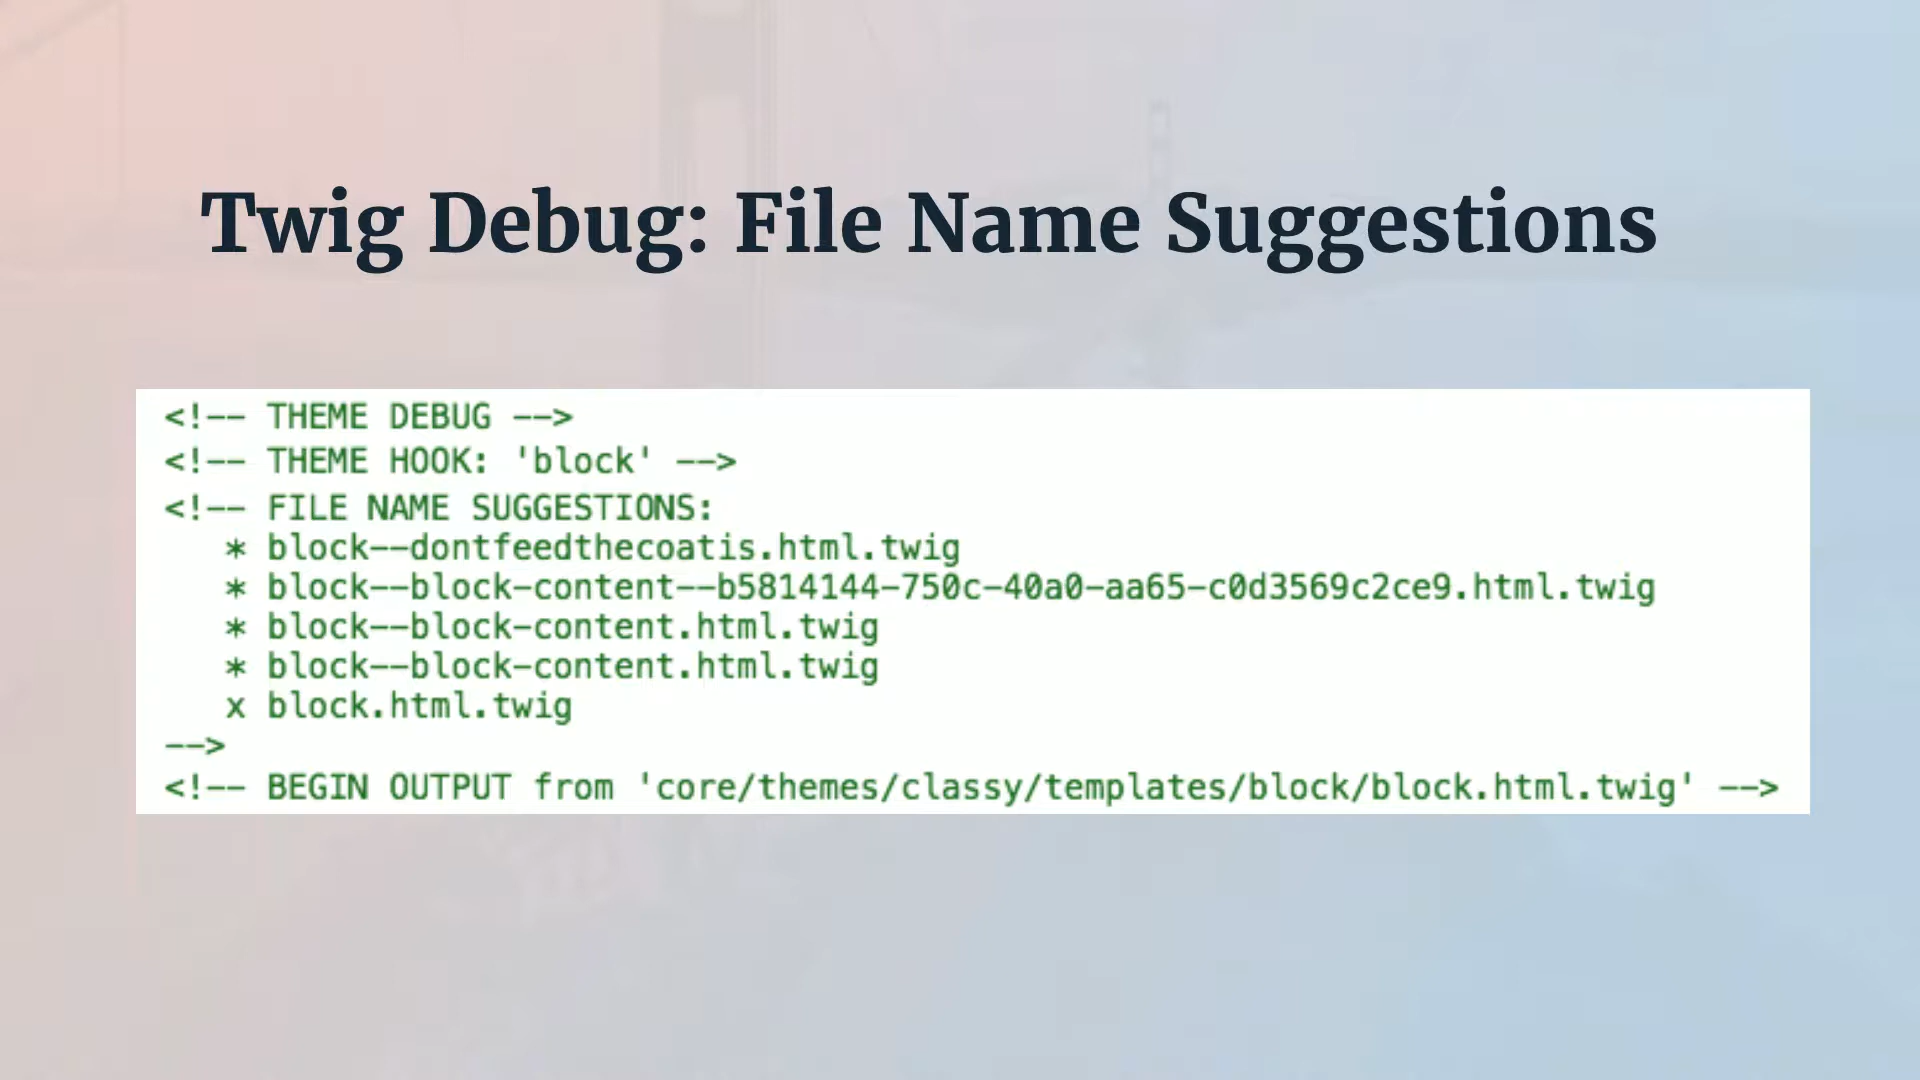 Twig Debug: File Name Suggestions
<!-- THEME DEBUG -->
<!-- THEME HOOK: 'block' -->
<!-- FILE NAME SUGGESTIONS:
* block--dontfeedthecoatis.html.twig
* block--block-content--b5814144-750c-40a0-aa65-c0d3569c2ce9.html.twig
* block--block-content.html.twig
* block--block-content.html.twig
x block.html.twig
-->
<!-- BEGIN OUTPUT from 'core/themes/classy/templates/block/block.html.twig' -->